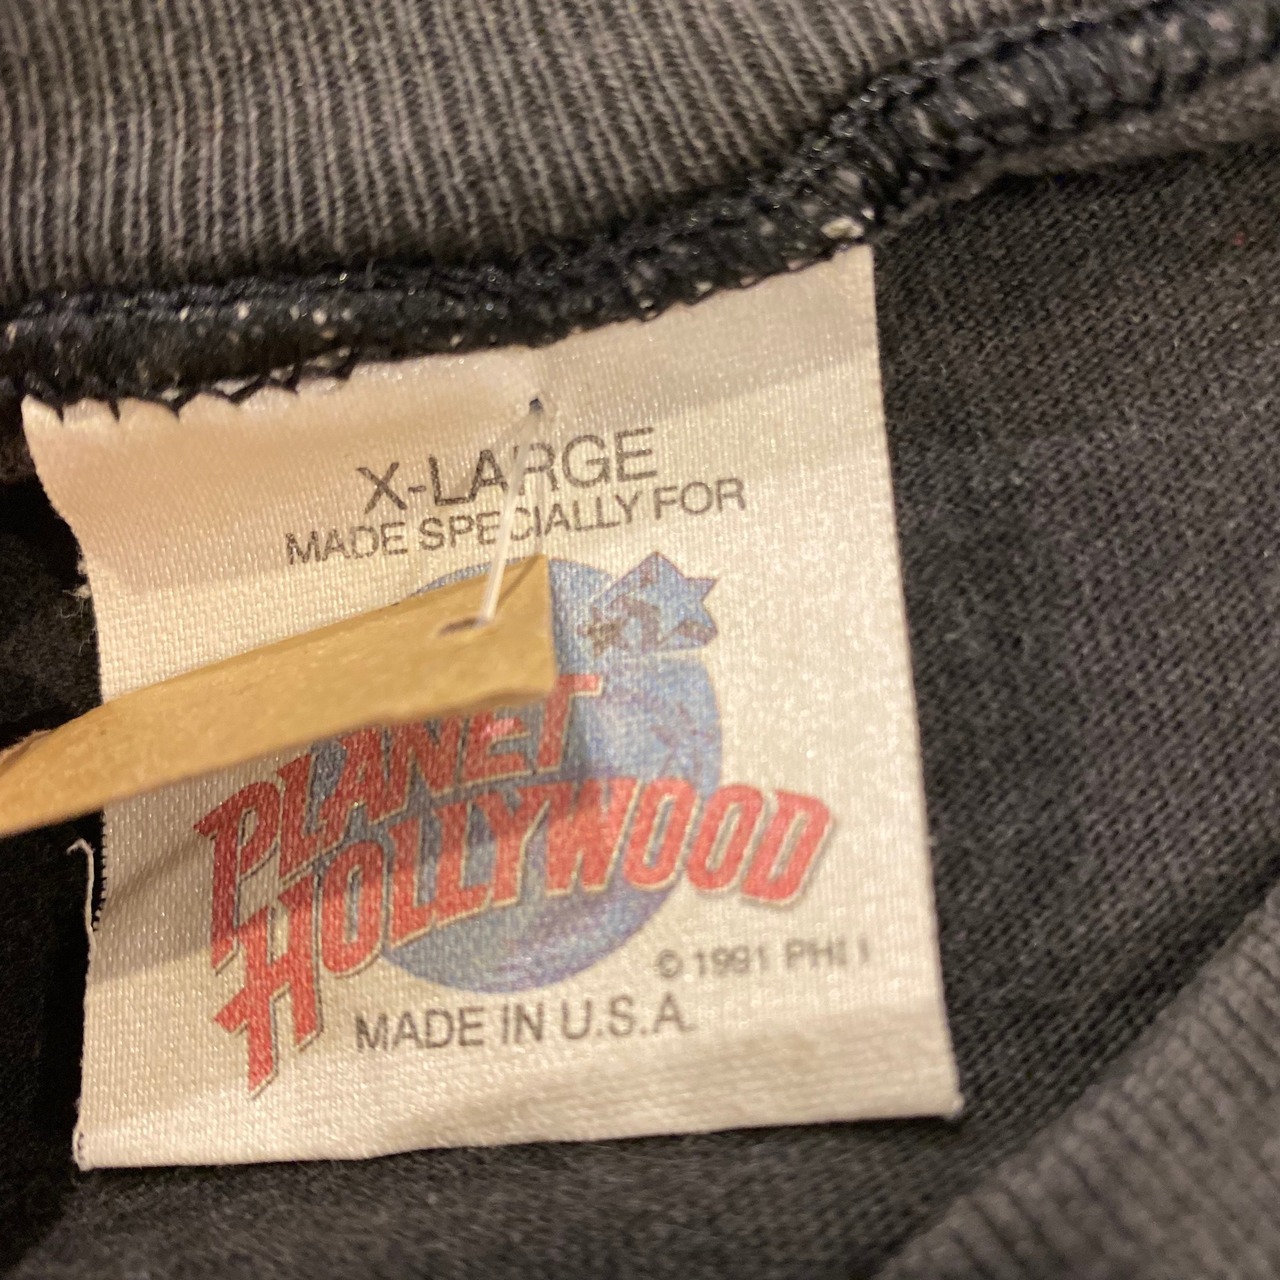 X-LARGE
MADE SPECIALLY FOR
PLANET
HOLLYWOOD
© 1991 PHI I
MADE IN U.S.A.